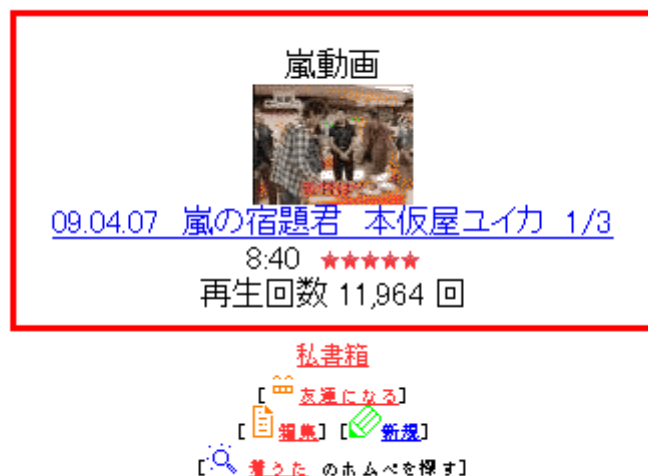 嵐動画
09.04.07 嵐の宿題君 本仮屋ユイカ 1/3
8:40 ★★★★★
再生回数 11,964 回
私書箱
[友達になる]
[編集] [新規]
[着うた のホムペを探す]